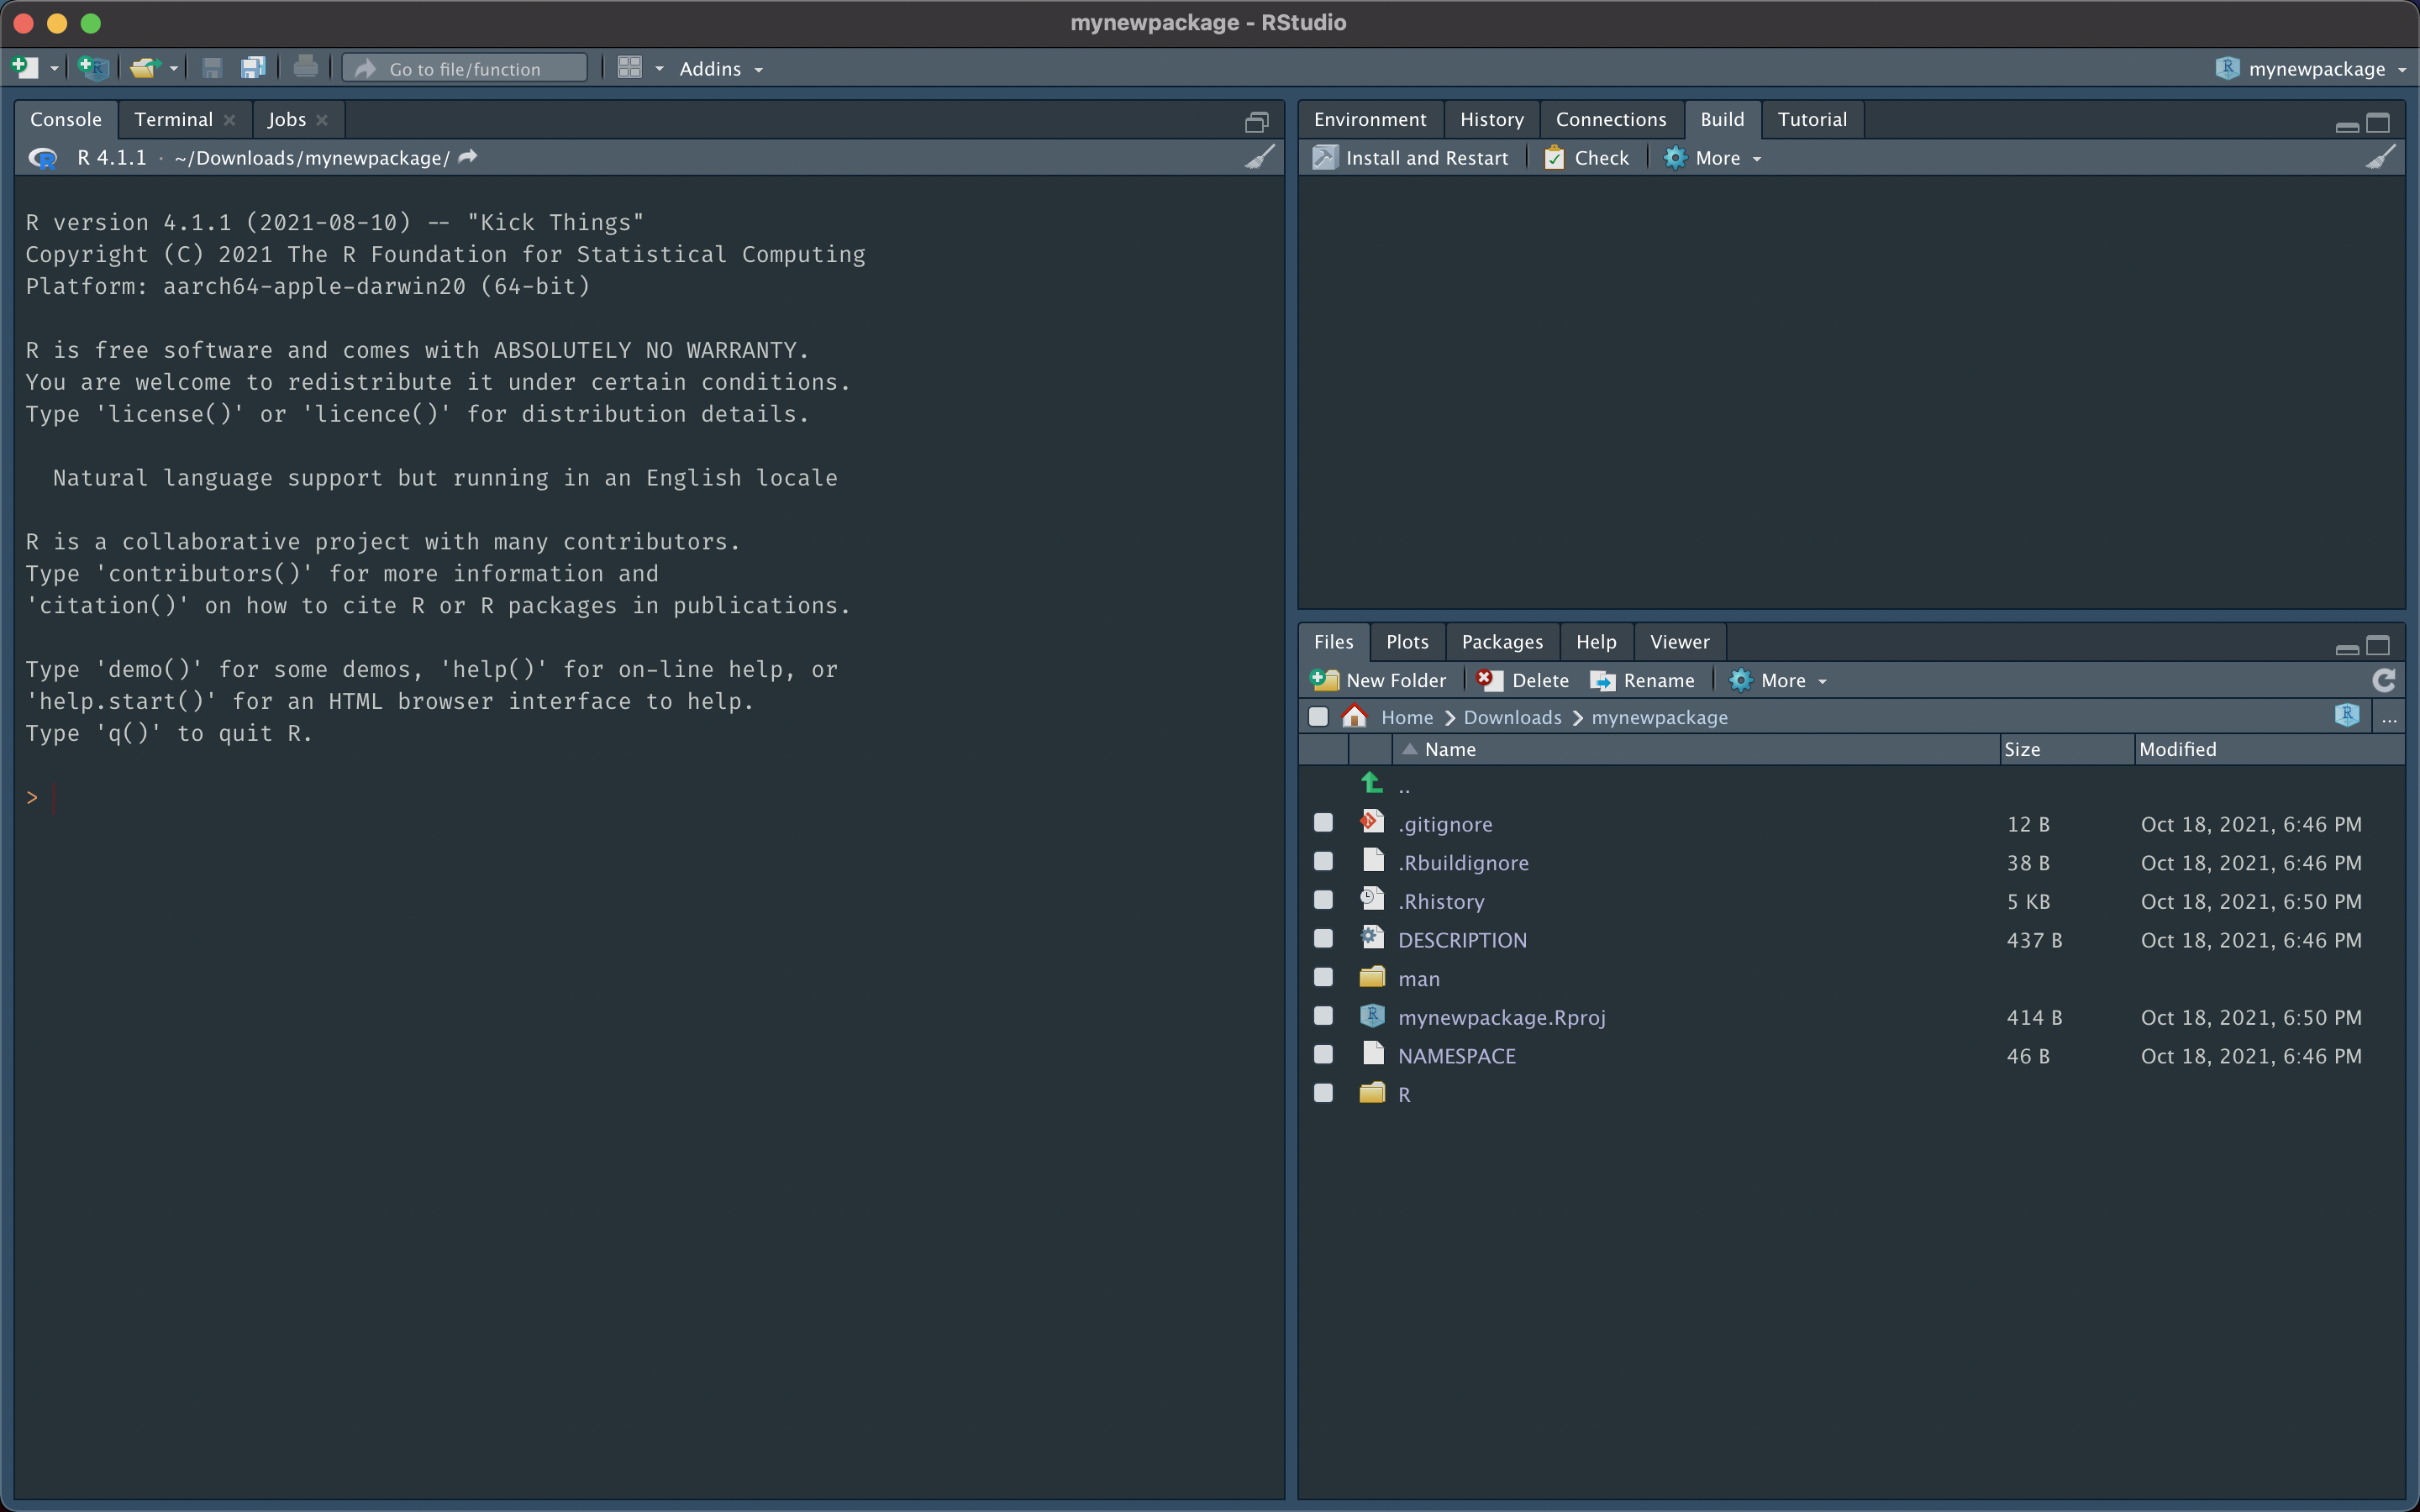 mynewpackage - RStudio
Go to file/function
Addins
mynewpackage
Console
Terminal
Jobs
R 4.1.1 · ~/Downloads/mynewpackage/
R version 4.1.1 (2021-08-10) -- "Kick Things"
Copyright (C) 2021 The R Foundation for Statistical Computing
Platform: aarch64-apple-darwin20 (64-bit)
R is free software and comes with ABSOLUTELY NO WARRANTY.
You are welcome to redistribute it under certain conditions.
Type 'license()' or 'licence()' for distribution details.
Natural language support but running in an English locale
R is a collaborative project with many contributors.
Type 'contributors()' for more information and
'citation()' on how to cite R or R packages in publications.
Type 'demo()' for some demos, 'help()' for on-line help, or
'help.start()' for an HTML browser interface to help.
Type 'q()' to quit R.
>
Environment
History
Connections
Build
Tutorial
Install and Restart
Check
More
Files
Plots
Packages
Help
Viewer
New Folder
Delete
Rename
More
Home
Downloads
mynewpackage
...
Name Size Modified
..
.gitignore 12 B Oct 18, 2021, 6:46 PM
.Rbuildignore 38 B Oct 18, 2021, 6:46 PM
.Rhistory 5 KB Oct 18, 2021, 6:50 PM
DESCRIPTION 437 B Oct 18, 2021, 6:46 PM
man
mynewpackage.Rproj 414 B Oct 18, 2021, 6:50 PM
NAMESPACE 46 B Oct 18, 2021, 6:46 PM
R